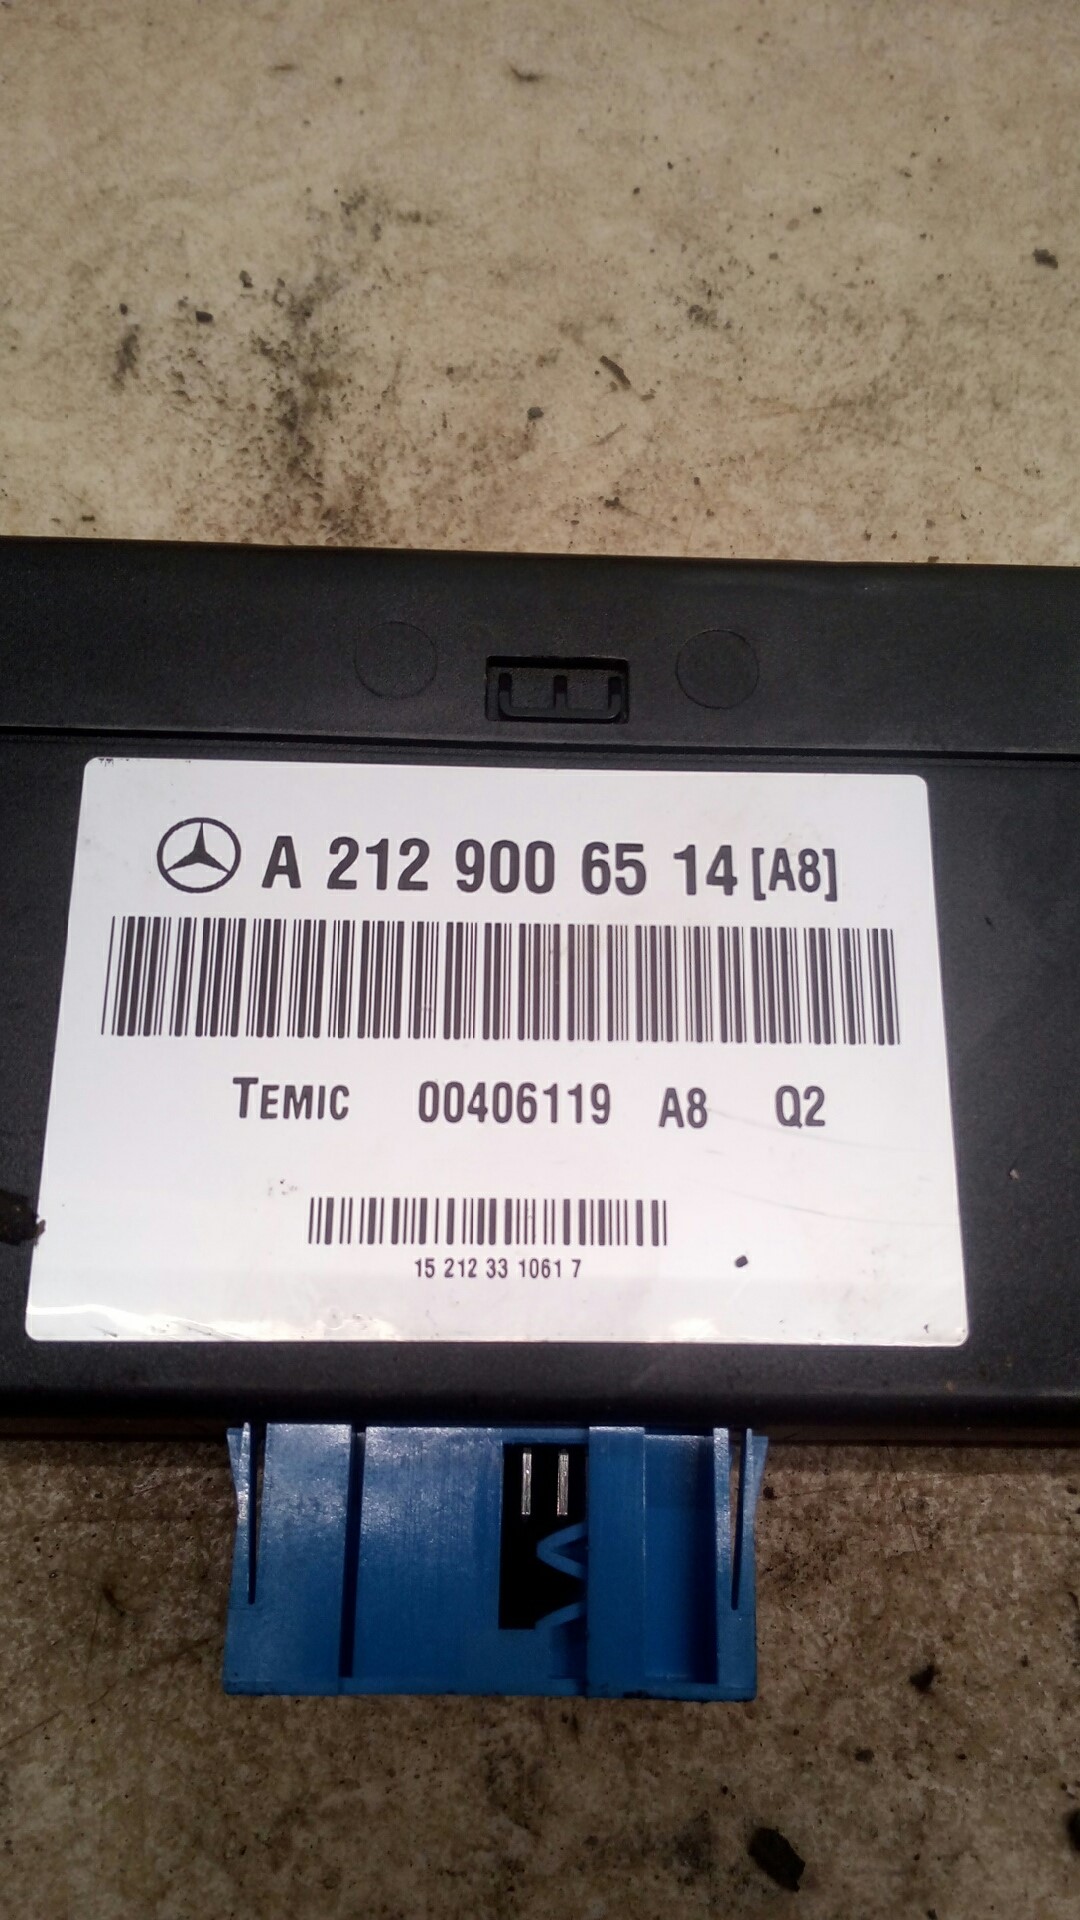 A 212 900 65 14 [A8]
TEMIC 00406119 A8 Q2
15 212 33 1061 7